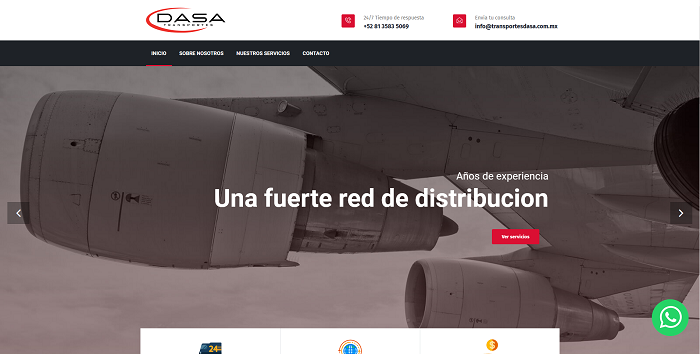 DASA
TRANSPORTES
24/7 Tiempo de respuesta
+52 81 3583 5069
Envía tu consulta
info@transportesdasa.com.mx
INICIO
SOBRE NOSOTROS
NUESTROS SERVICIOS
CONTACTO
Años de experiencia
Una fuerte red de distribucion
Ver servicios
24
$